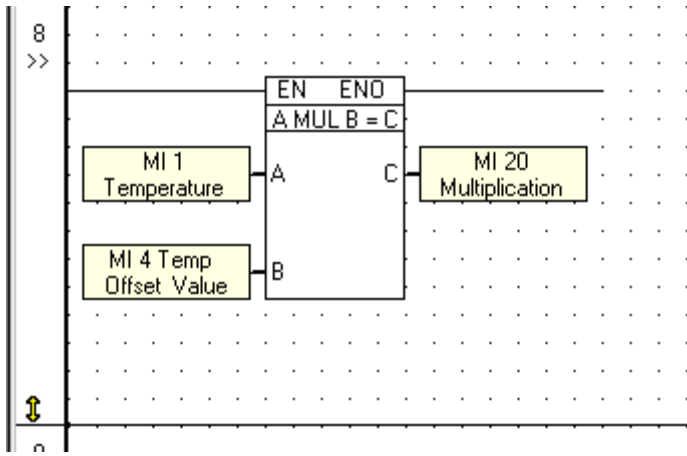 8
>>
EN ENO
A MUL B = C
MI 1
Temperature
A
C
MI 20
Multiplication
MI 4 Temp
Offset Value
B